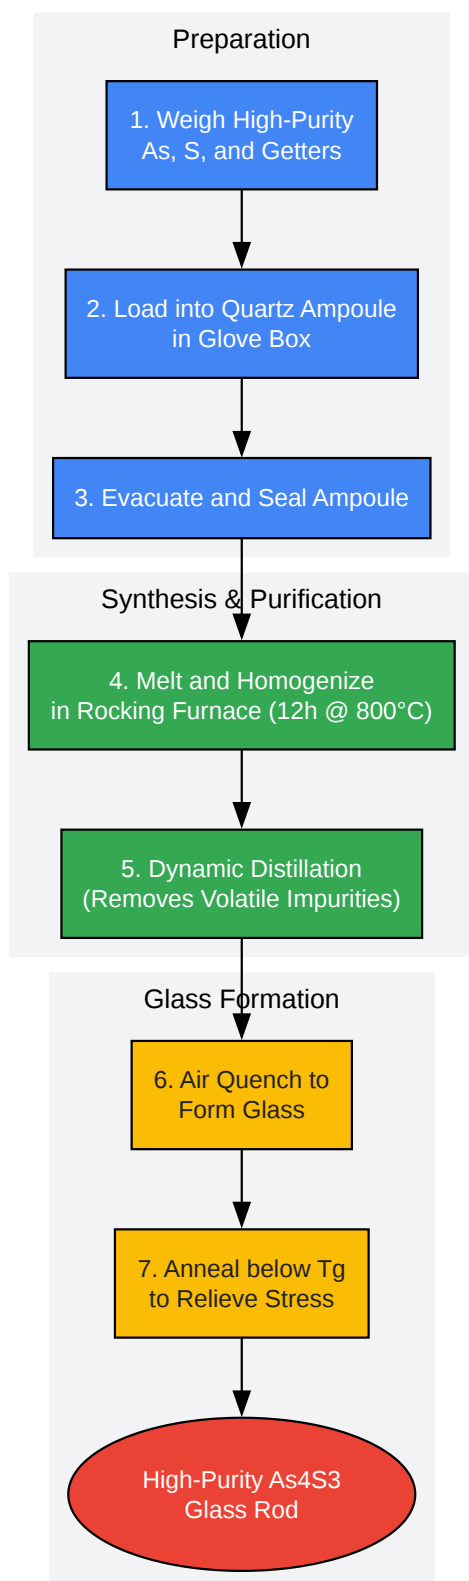 Preparation
1. Weigh High-Purity
As, S, and Getters
2. Load into Quartz Ampoule
in Glove Box
3. Evacuate and Seal Ampoule
Synthesis & Purification
4. Melt and Homogenize
in Rocking Furnace (12h @ 800°C)
5. Dynamic Distillation
(Removes Volatile Impurities)
Glass Formation
6. Air Quench to
Form Glass
7. Anneal below Tg
to Relieve Stress
High-Purity As4S3
Glass Rod